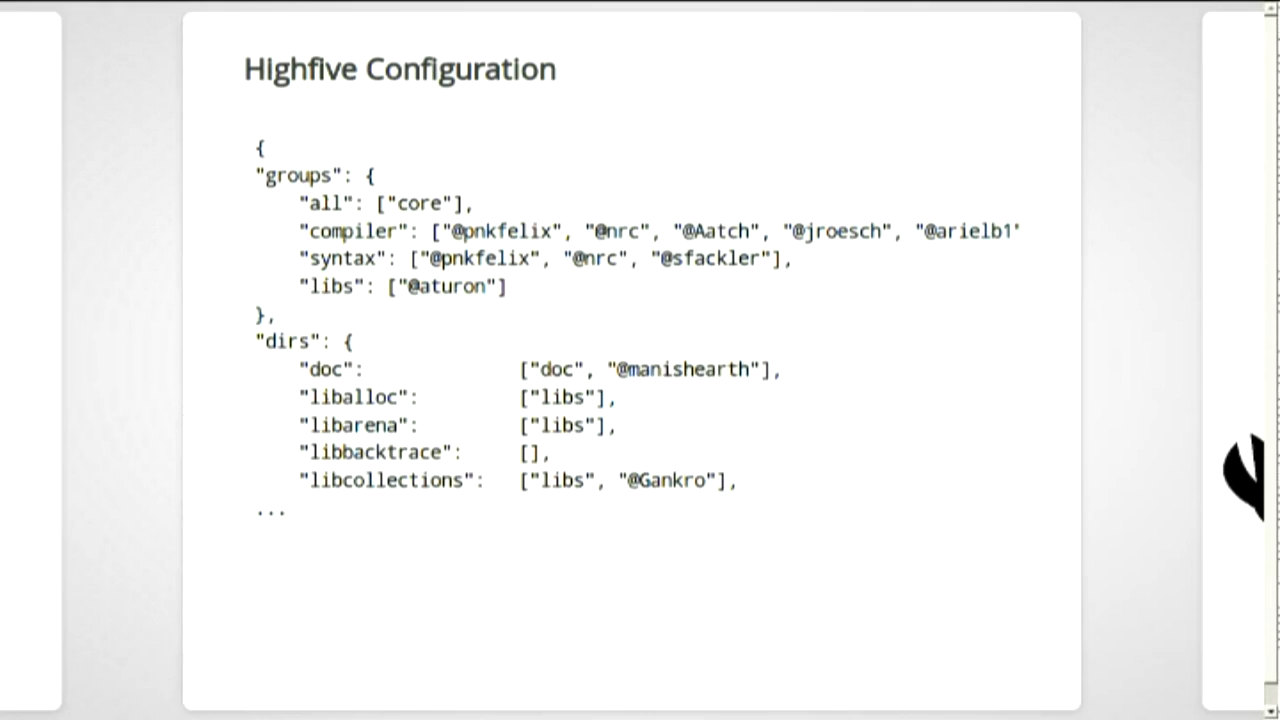 Highfive Configuration
{
"groups": {
    "all": ["core"],
    "compiler": ["@pnkfelix", "@nrc", "@Aatch", "@jroesch", "@arielb1"
    "syntax": ["@pnkfelix", "@nrc", "@sfackler"],
    "libs": ["@aturon"]
},
"dirs": {
    "doc":              ["doc", "@manishearth"],
    "liballoc":         ["libs"],
    "libarena":         ["libs"],
    "libbacktrace":     [],
    "libcollections":   ["libs", "@Gankro"],
...